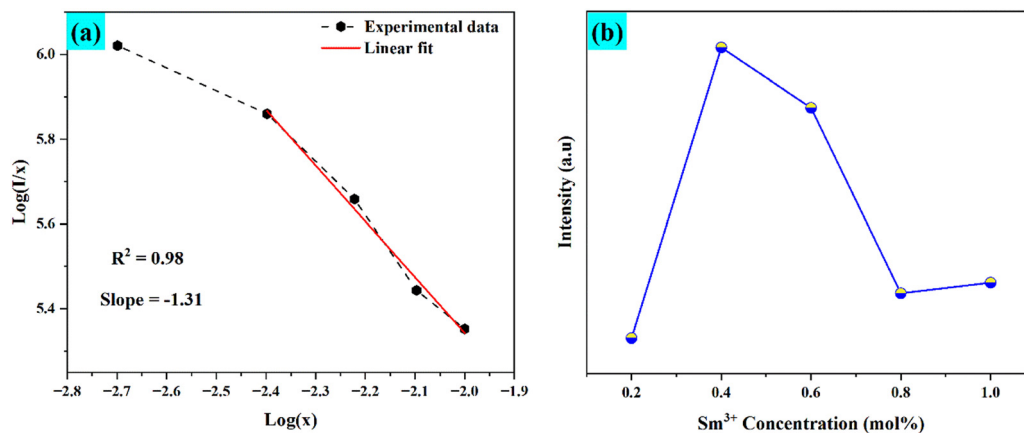 (a)
Experimental data
Linear fit
6.0
5.8
5.6
5.4
Log(I/x)
R² = 0.98
Slope = -1.31
−2.8 −2.7 −2.6 −2.5 −2.4 −2.3 −2.2 −2.1 −2.0 −1.9
Log(x)
(b)
Intensity (a.u)
0.2 0.4 0.6 0.8 1.0
Sm³⁺ Concentration (mol%)